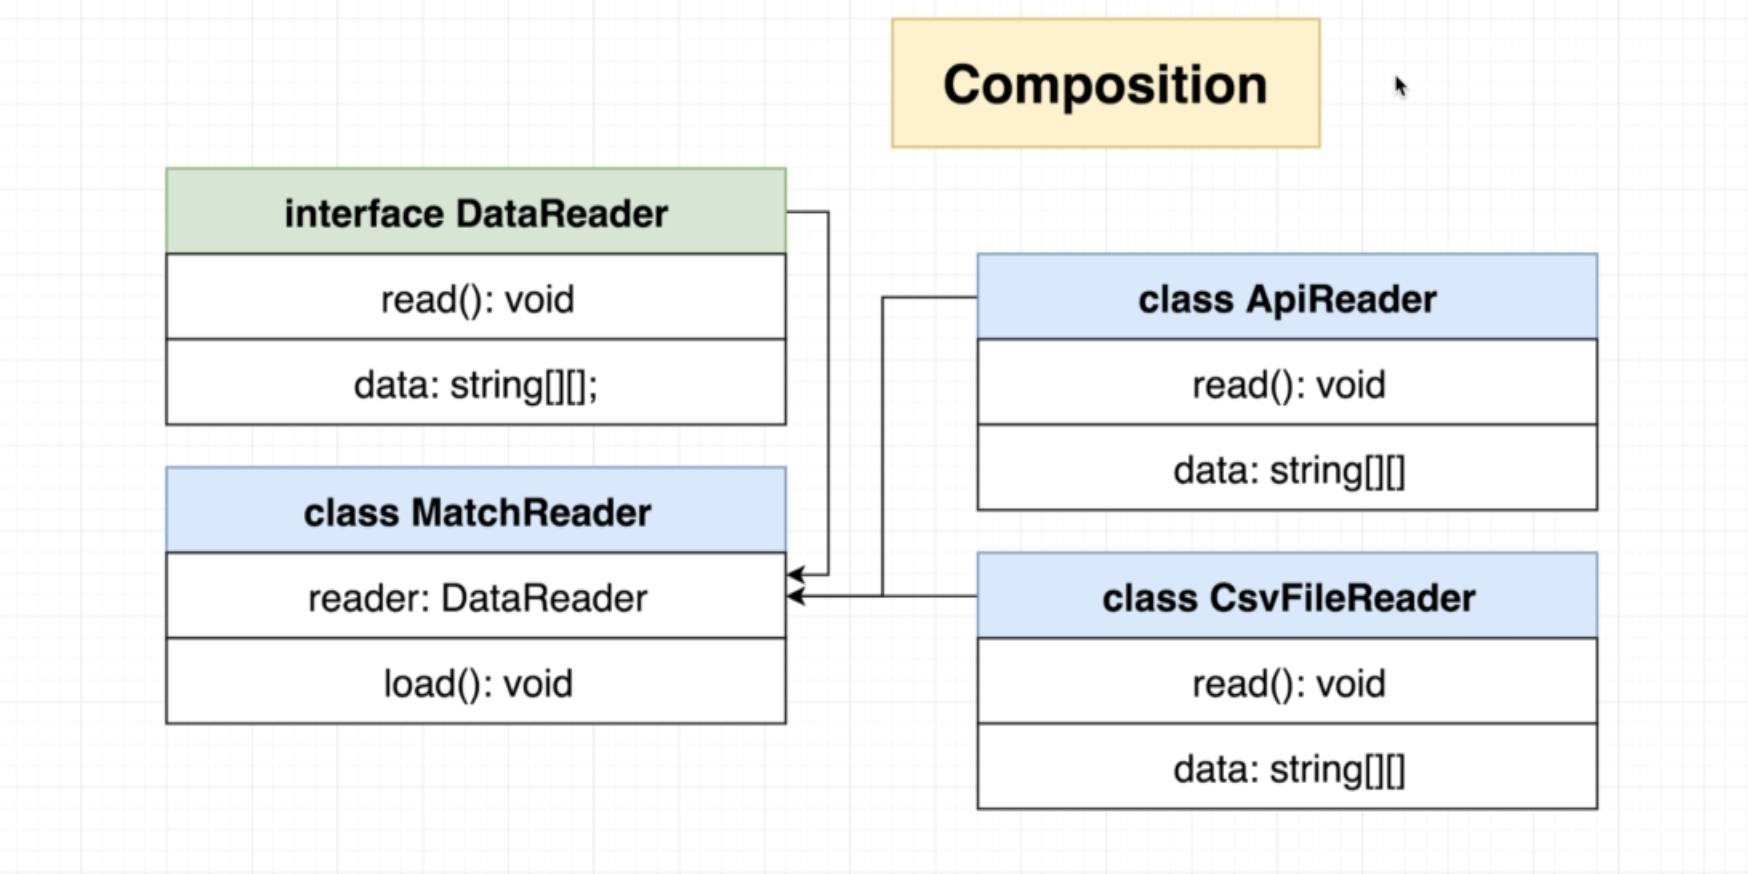 Composition
interface DataReader
read(): void
data: string[][];
class MatchReader
reader: DataReader
load(): void
class ApiReader
read(): void
data: string[][]
class CsvFileReader
read(): void
data: string[][]